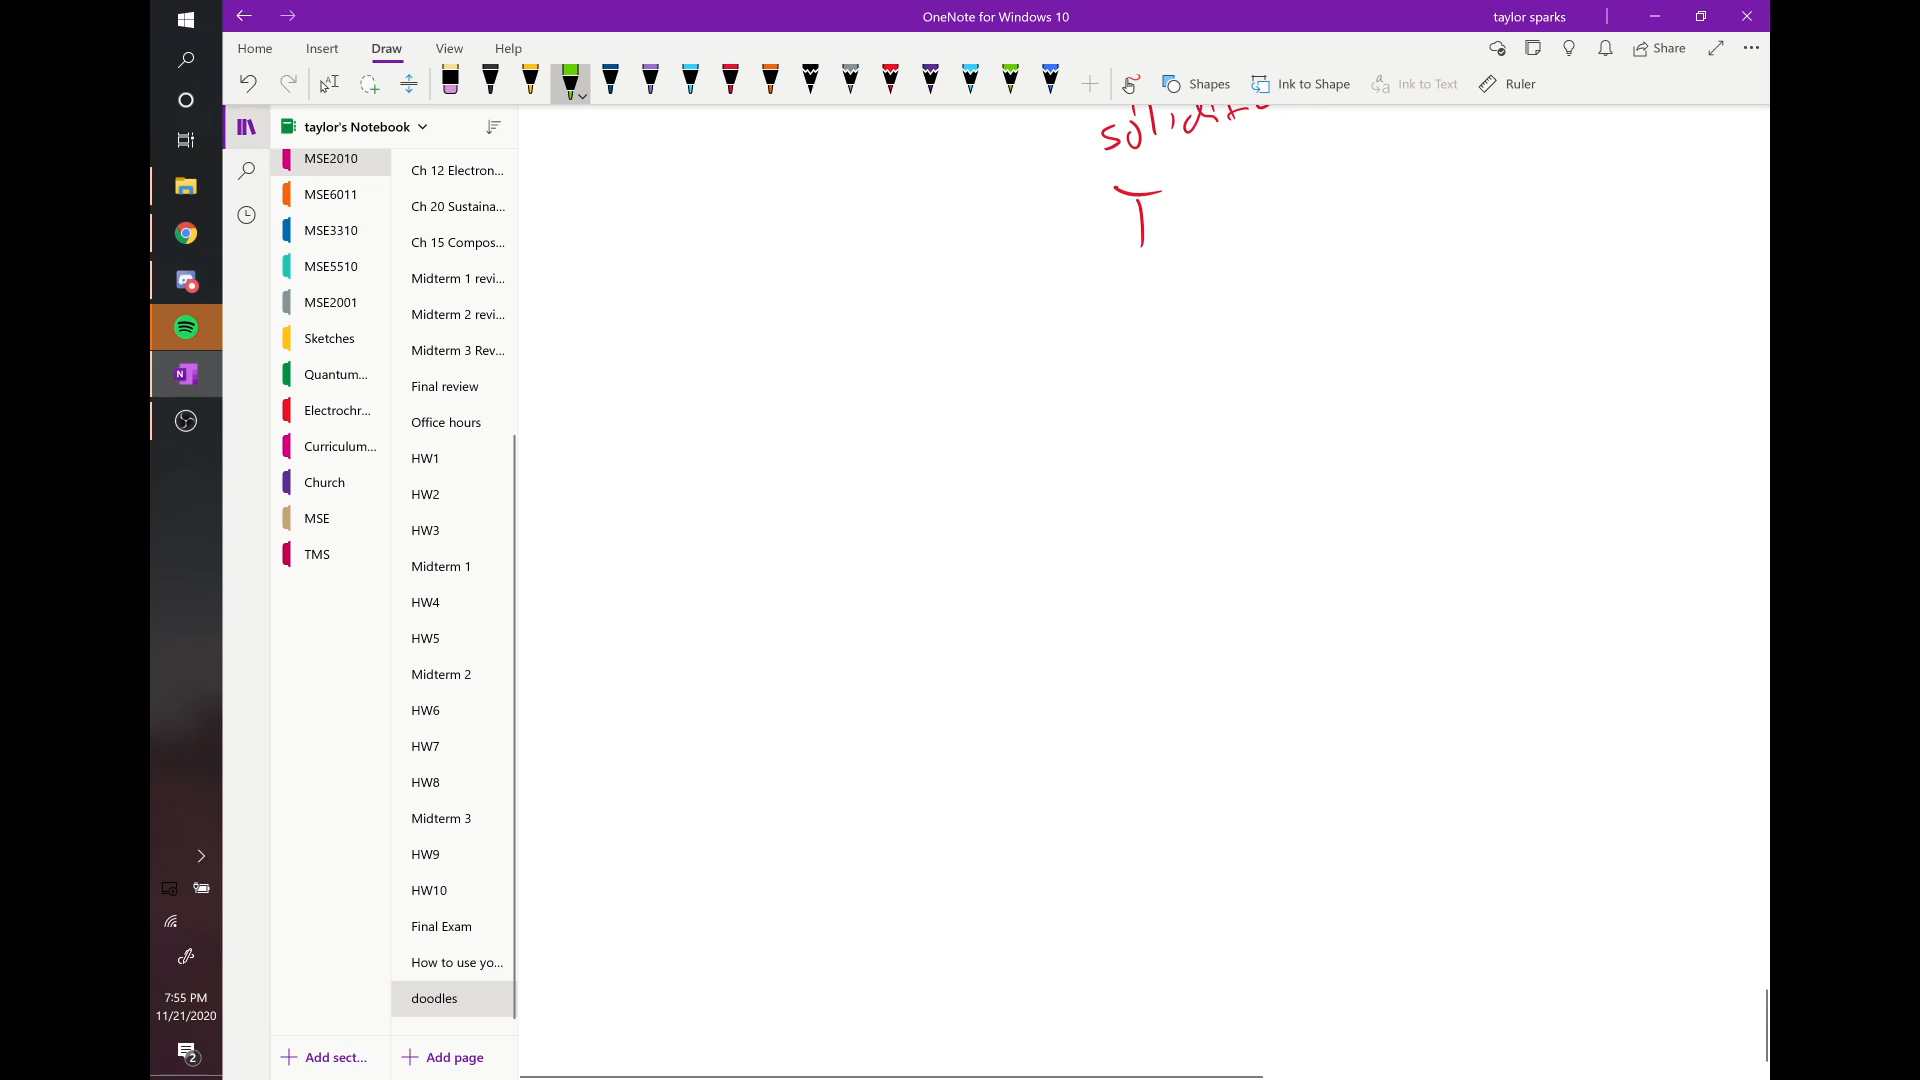 OneNote for Windows 10
taylor sparks
Home Insert Draw View Help
Share
Shapes Ink to Shape Ink to Text Ruler
taylor's Notebook
MSE2010
MSE6011
MSE3310
MSE5510
MSE2001
Sketches
Quantum...
Electrochr...
Curriculum...
Church
MSE
TMS
Add sect...
Ch 12 Electron...
Ch 20 Sustaina...
Ch 15 Compos...
Midterm 1 revi...
Midterm 2 revi...
Midterm 3 Rev...
Final review
Office hours
HW1
HW2
HW3
Midterm 1
HW4
HW5
Midterm 2
HW6
HW7
HW8
Midterm 3
HW9
HW10
Final Exam
How to use yo...
doodles
Add page
T
7:55 PM
11/21/2020
2